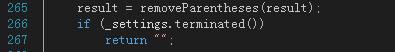 265 result = removeParentheses(result);
266 if (_settings.terminated())
267 return "";